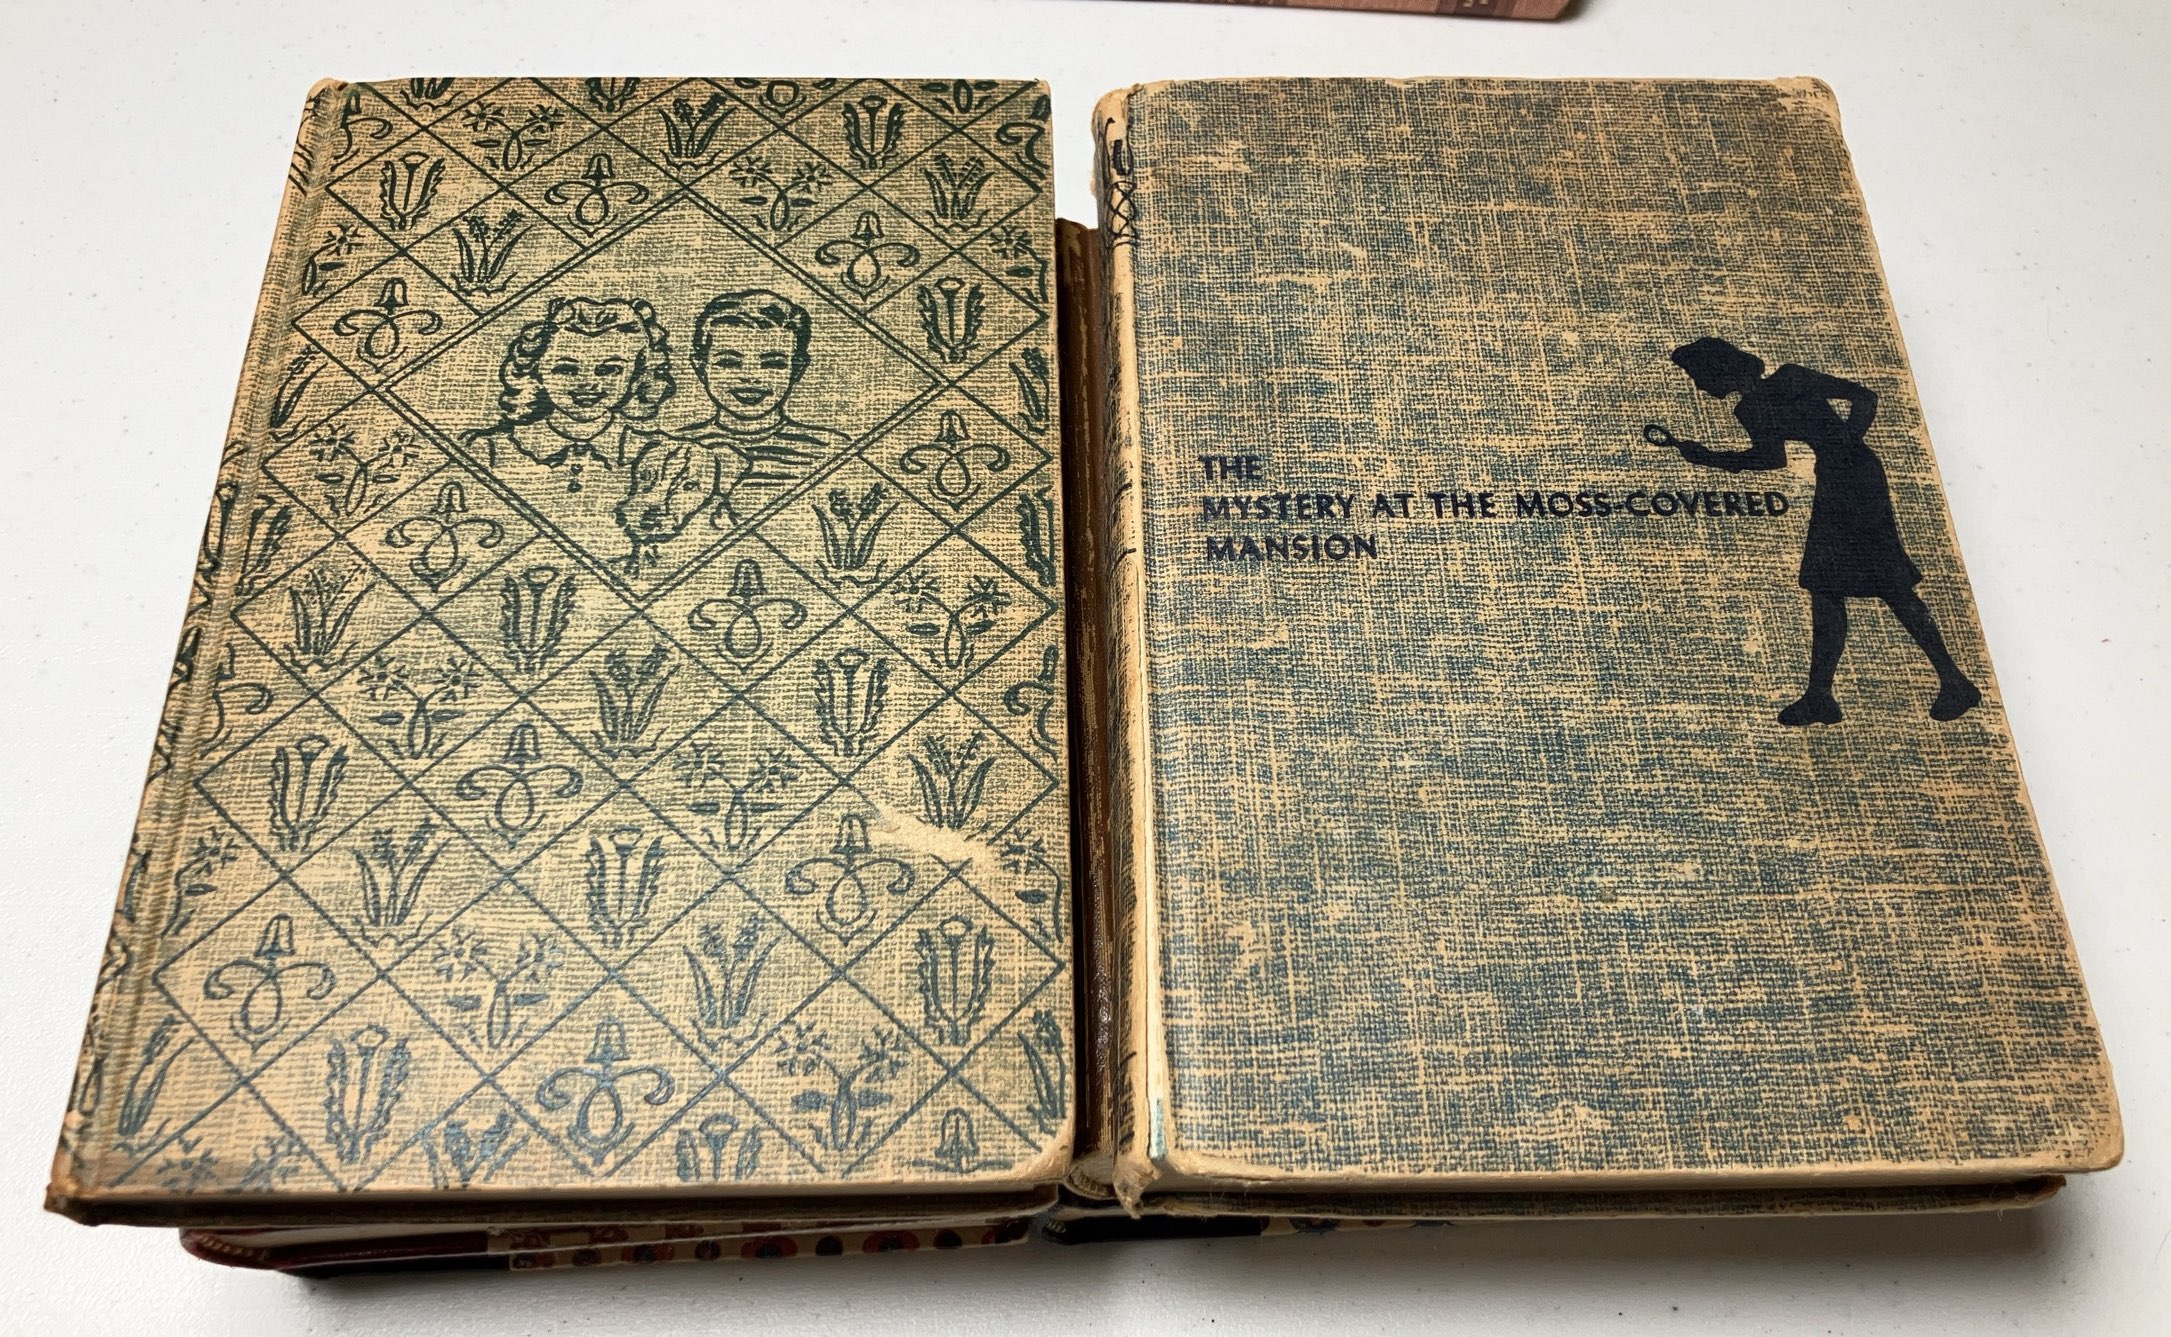 THE
MYSTERY AT THE MOSS-COVERED
MANSION